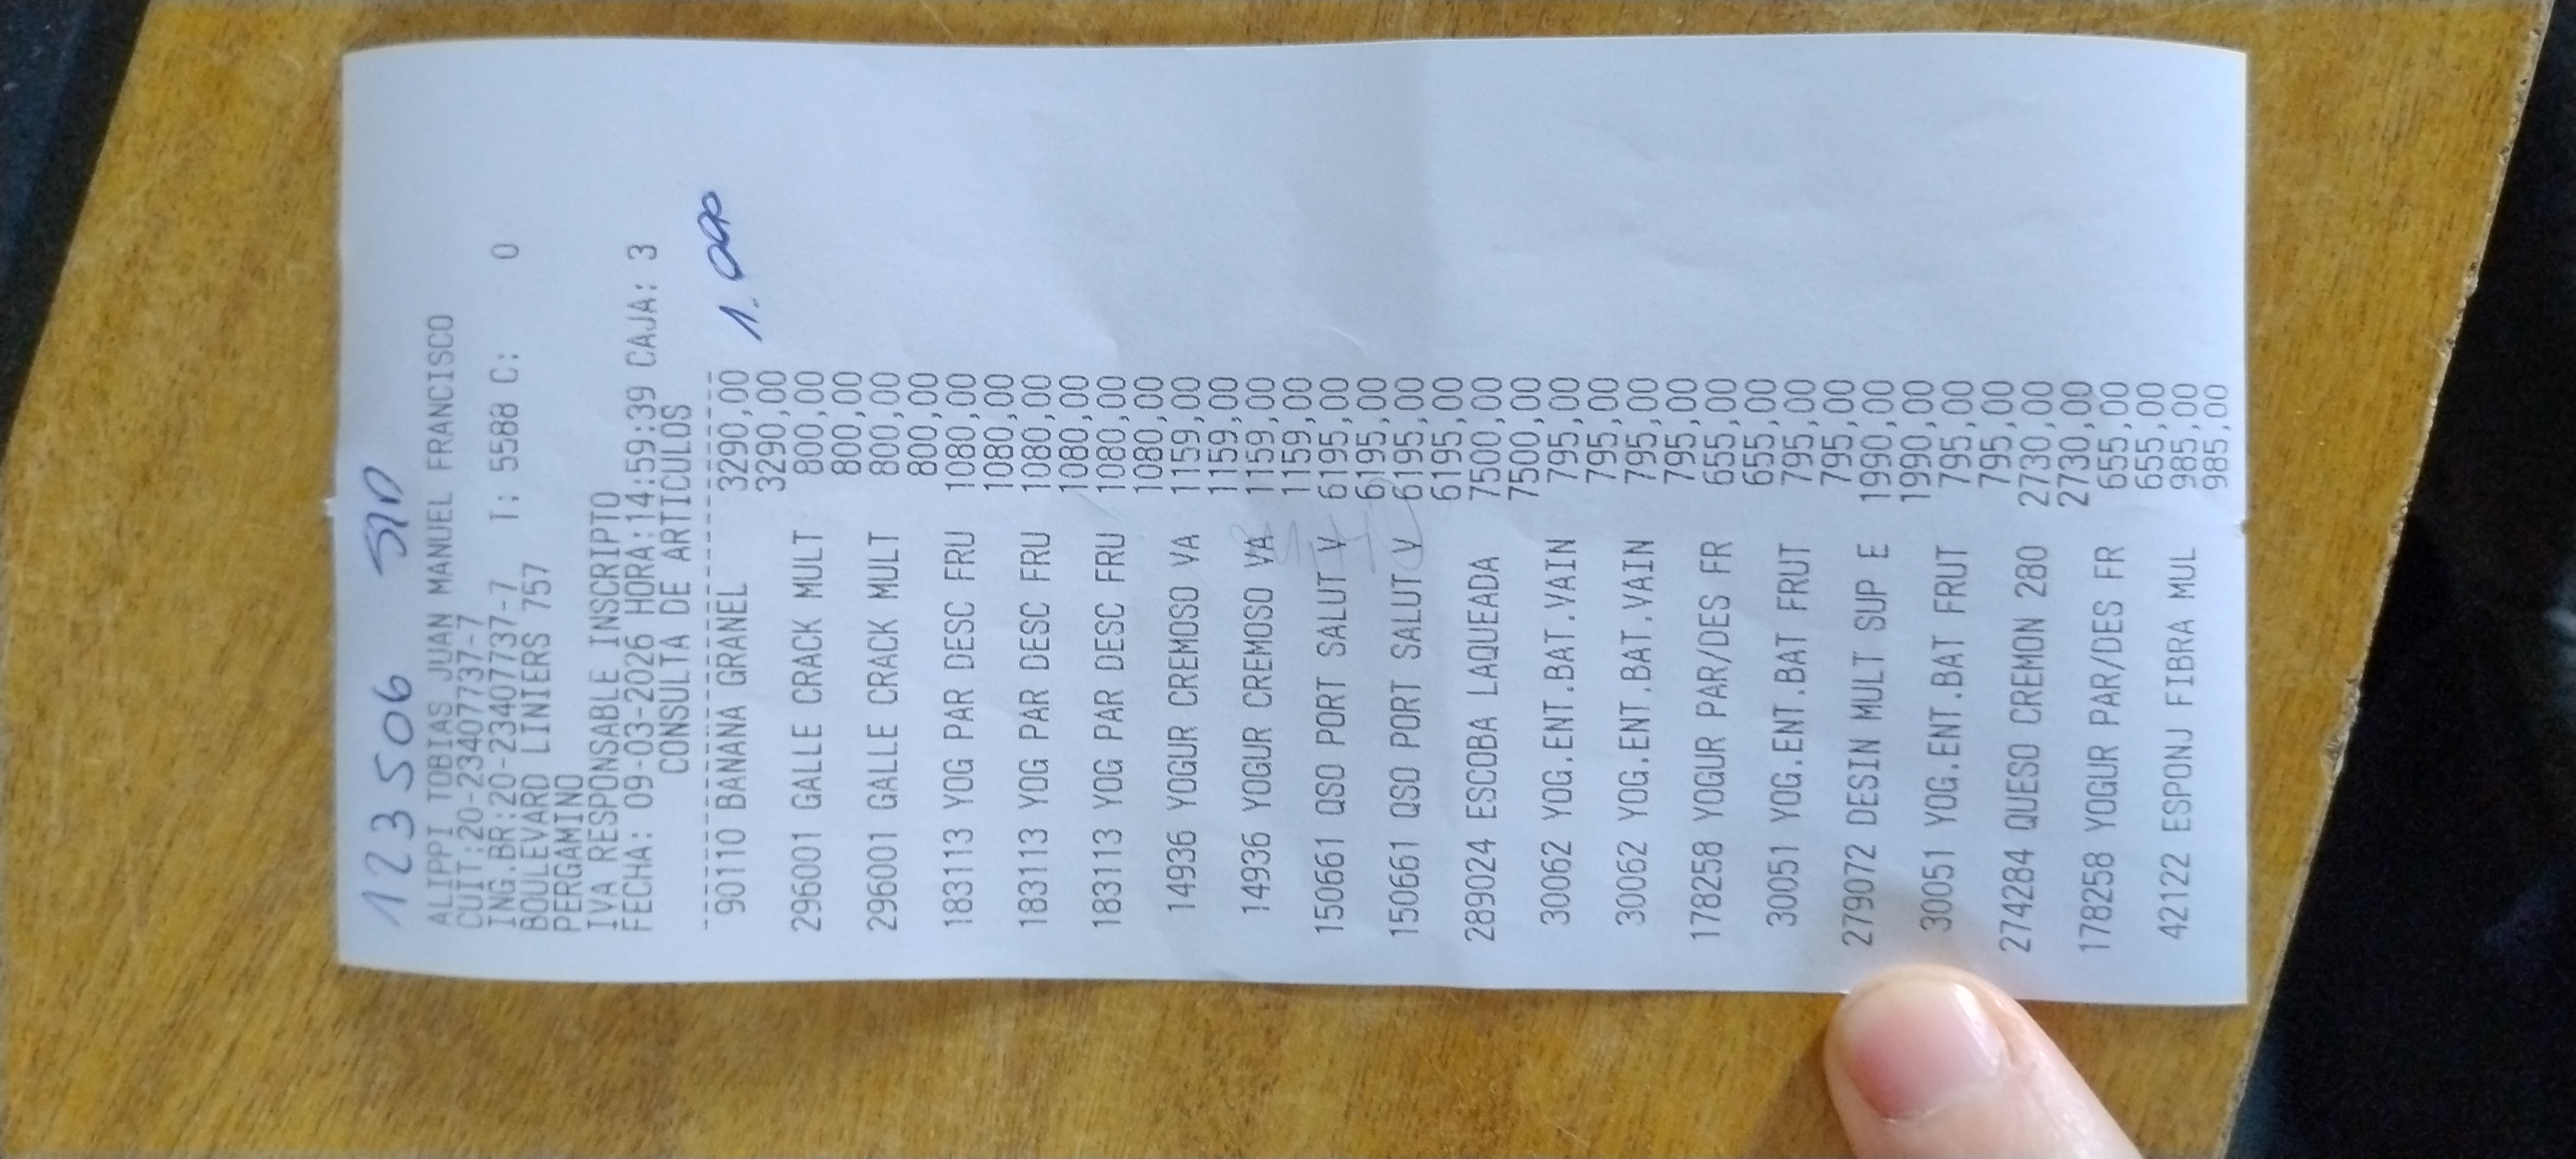 123506 SID
ALIPPI TOBIAS JUAN MANUEL FRANCISCO
CUIT:20-23407737-7
ING.BR:20-23407737-7 T: 5588 C: 0
BOULEVARD LINIERS 757
PERGAMINO
IVA RESPONSABLE INSCRIPTO
FECHA: 09-03-2026 HORA:14:59:39 CAJA: 3
CONSULTA DE ARTICULOS
90110 BANANA GRANEL 3290,00
3290,00 1.000
296001 GALLE CRACK MULT 800,00
800,00
296001 GALLE CRACK MULT 800,00
800,00
183113 YOG PAR DESC FRU 1080,00
1080,00
183113 YOG PAR DESC FRU 1080,00
1080,00
183113 YOG PAR DESC FRU 1080,00
1080,00
14936 YOGUR CREMOSO VA 1159,00
1159,00
14936 YOGUR CREMOSO VA 1159,00
1159,00
150661 QSO PORT SALUT V 6195,00
6195,00
150661 QSO PORT SALUT V 6195,00
6195,00
289024 ESCOBA LAQUEADA 7500,00
7500,00
30062 YOG.ENT.BAT.VAIN 795,00
795,00
30062 YOG.ENT.BAT.VAIN 795,00
795,00
178258 YOGUR PAR/DES FR 655,00
655,00
30051 YOG.ENT.BAT FRUT 795,00
795,00
279072 DESIN MULT SUP E 1990,00
1990,00
30051 YOG.ENT.BAT FRUT 795,00
795,00
274284 QUESO CREMON 280 2730,00
2730,00
178258 YOGUR PAR/DES FR 655,00
655,00
42122 ESPONJ FIBRA MUL 985,00
985,00